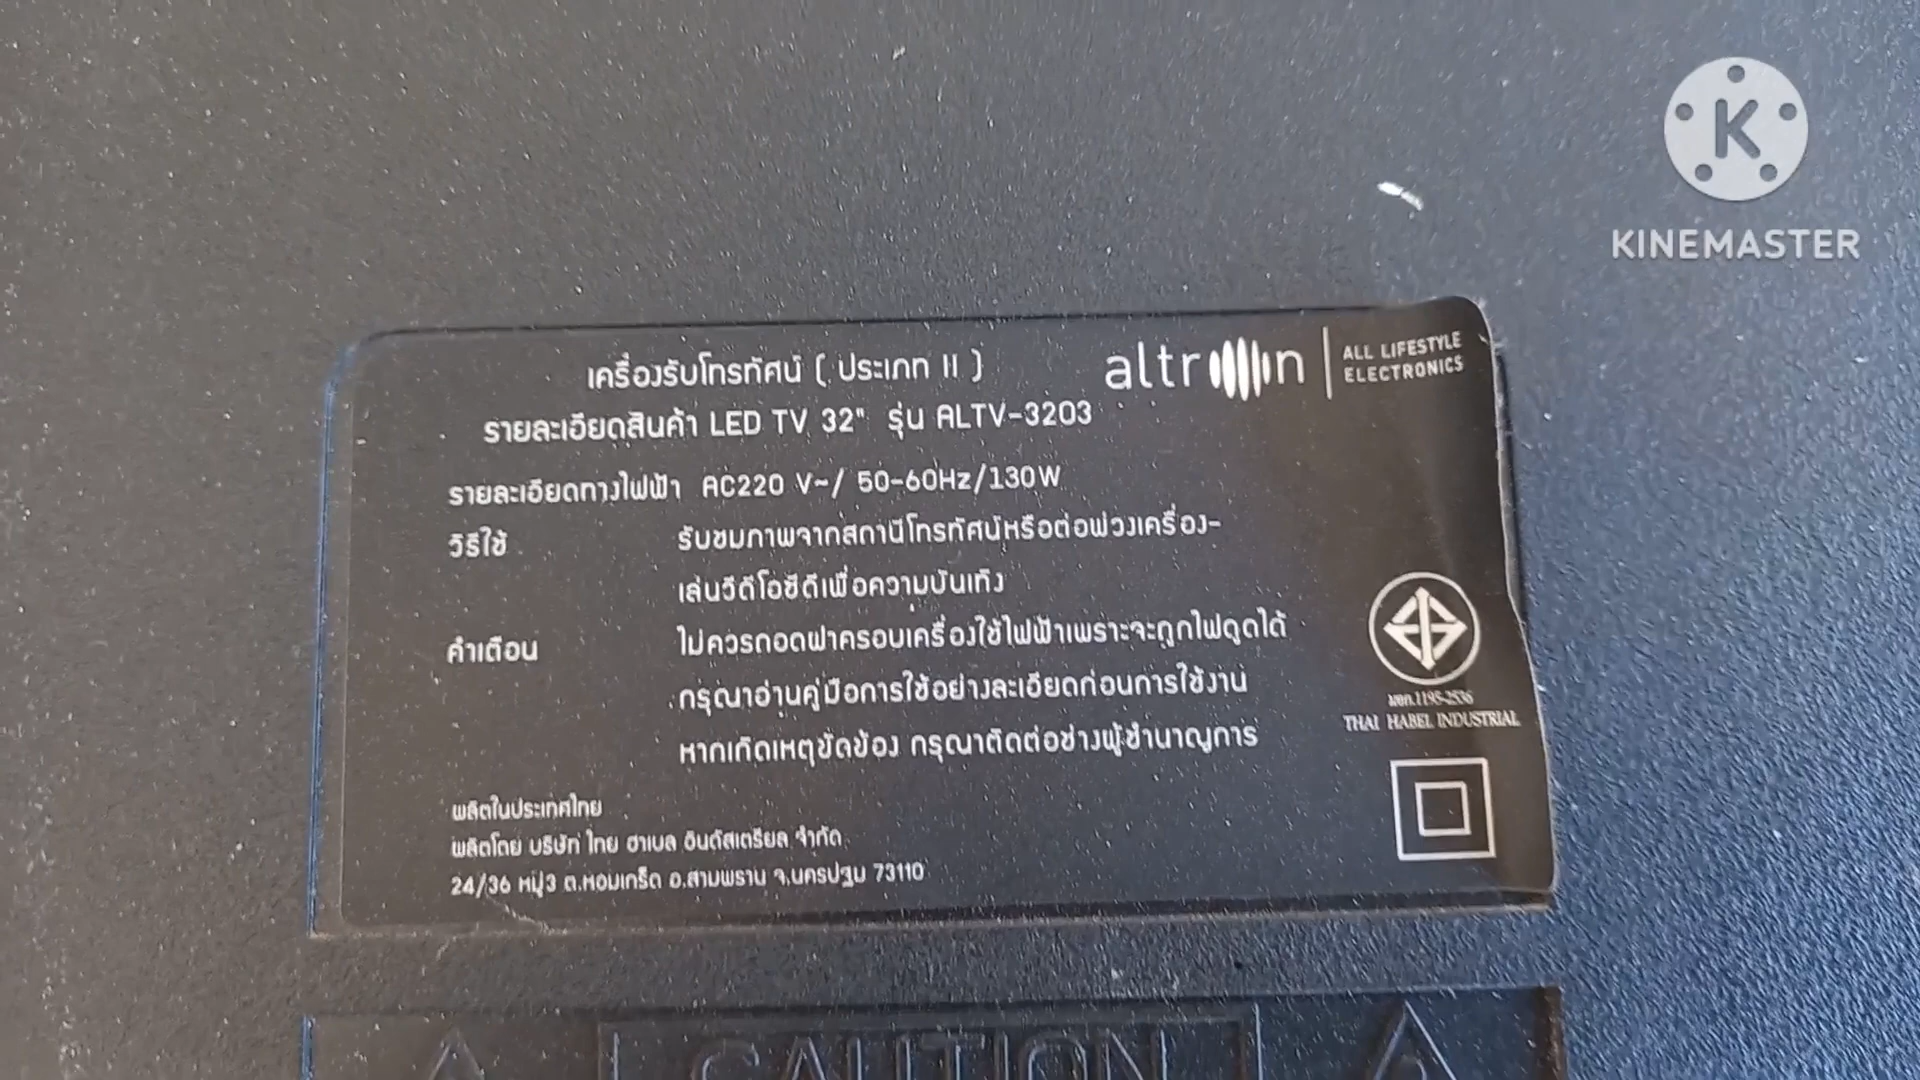 KINEMASTER
เครื่องรับโทรทัศน์ ( ประเภท II )
altron
ALL LIFESTYLE
ELECTRONICS
รายละเอียดสินค้า LED TV 32" รุ่น ALTV-3203
รายละเอียดทางไฟฟ้า AC220 V~/ 50-60Hz/130W
วิธีใช้ รับชมภาพจากสถานีโทรทัศน์หรือต่อพ่วงเครื่อง-
เล่นวีดีโอซีดีเพื่อความบันเทิง
คำเตือน ไม่ควรถอดฝาครอบเครื่องใช้ไฟฟ้าเพราะจะถูกไฟดูดได้
กรุณาอ่านคู่มือการใช้อย่างละเอียดก่อนการใช้งาน
หากเกิดเหตุขัดข้อง กรุณาติดต่อช่างผู้ชำนาญการ
มอก.1195-2536
THAI HABEL INDUSTRIAL
ผลิตในประเทศไทย
ผลิตโดย บริษัท ไทย ฮาเบล อินดัสเตรียล จำกัด
24/36 หมู่3 ต.หอมเกร็ด อ.สามพราน จ.นครปฐม 73110
CAUTION